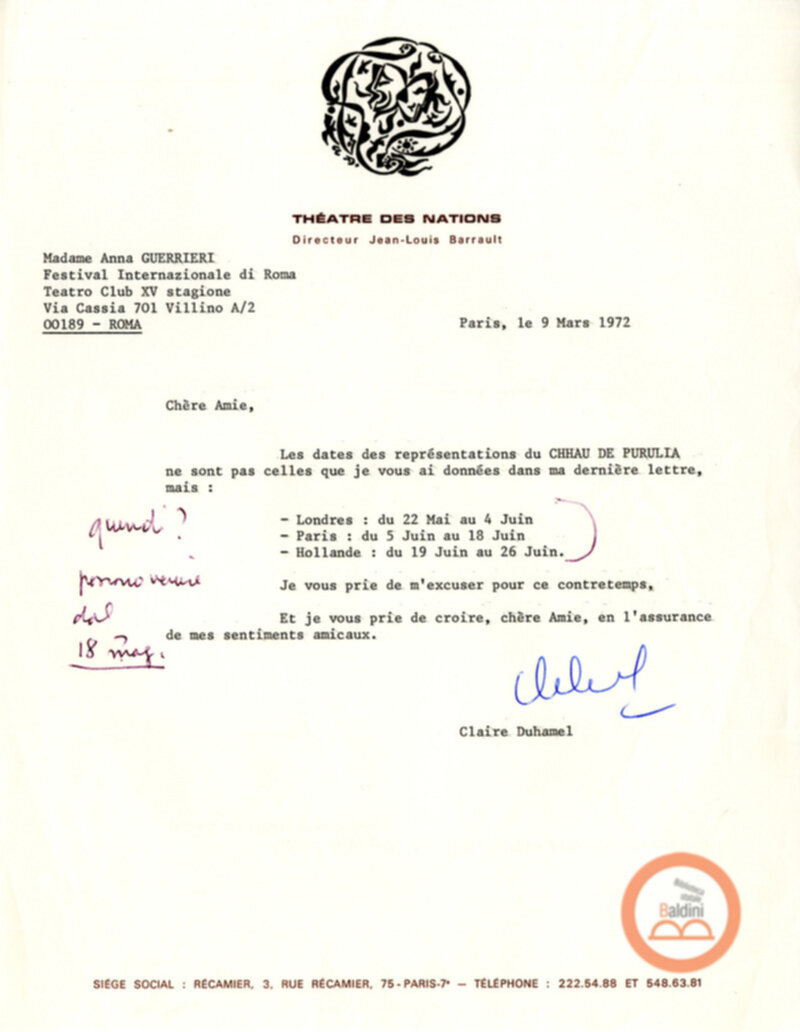 THÉATRE DES NATIONS
Directeur Jean-Louis Barrault
Madame Anna GUERRIERI
Festival Internazionale di Roma
Teatro Club XV stagione
Via Cassia 701 Villino A/2
00189 - ROMA
Paris, le 9 Mars 1972
Chère Amie,
Les dates des représentations du CHHAU DE PURULIA
ne sont pas celles que je vous ai données dans ma dernière lettre,
mais :
- Londres : du 22 Mai au 4 Juin
- Paris : du 5 Juin au 18 Juin
- Hollande : du 19 Juin au 26 Juin.
quindi ?
possono venire
dal
18 mag.
Je vous prie de m'excuser pour ce contretemps,
Et je vous prie de croire, chère Amie, en l'assurance
de mes sentiments amicaux.
Claire Duhamel
Biblioteca
statale
Baldini
SIÉGE SOCIAL : RÉCAMIER, 3, RUE RÉCAMIER, 75 - PARIS-7e — TÉLÉPHONE : 222.54.88 ET 548.63.81